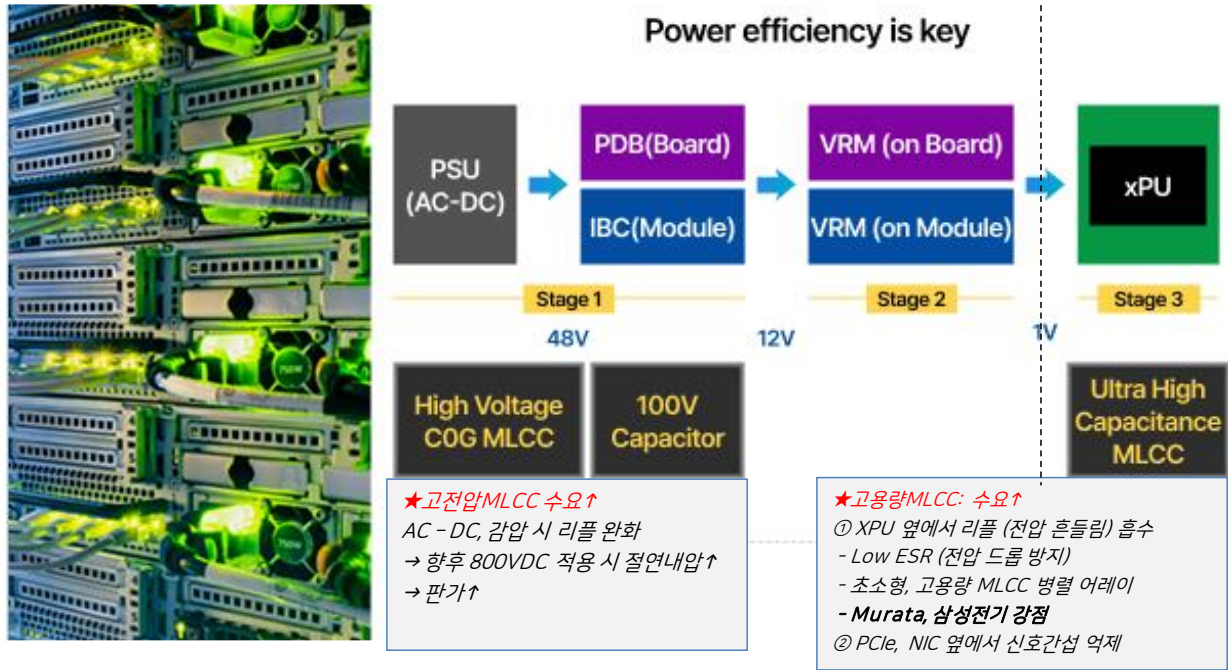 Power efficiency is key
PSU
(AC-DC)
PDB(Board)
IBC(Module)
VRM (on Board)
VRM (on Module)
xPU
Stage 1
Stage 2
Stage 3
48V
12V
1V
High Voltage
C0G MLCC
100V
Capacitor
Ultra High
Capacitance
MLCC
★고전압MLCC 수요↑
AC – DC, 감압 시 리플 완화
→ 향후 800VDC 적용 시 절연내압↑
→ 판가↑
★고용량MLCC: 수요↑
① XPU 옆에서 리플 (전압 흔들림) 흡수
- Low ESR (전압 드롭 방지)
- 초소형, 고용량 MLCC 병렬 어레이
- Murata, 삼성전기 강점
② PCIe, NIC 옆에서 신호간섭 억제
750W